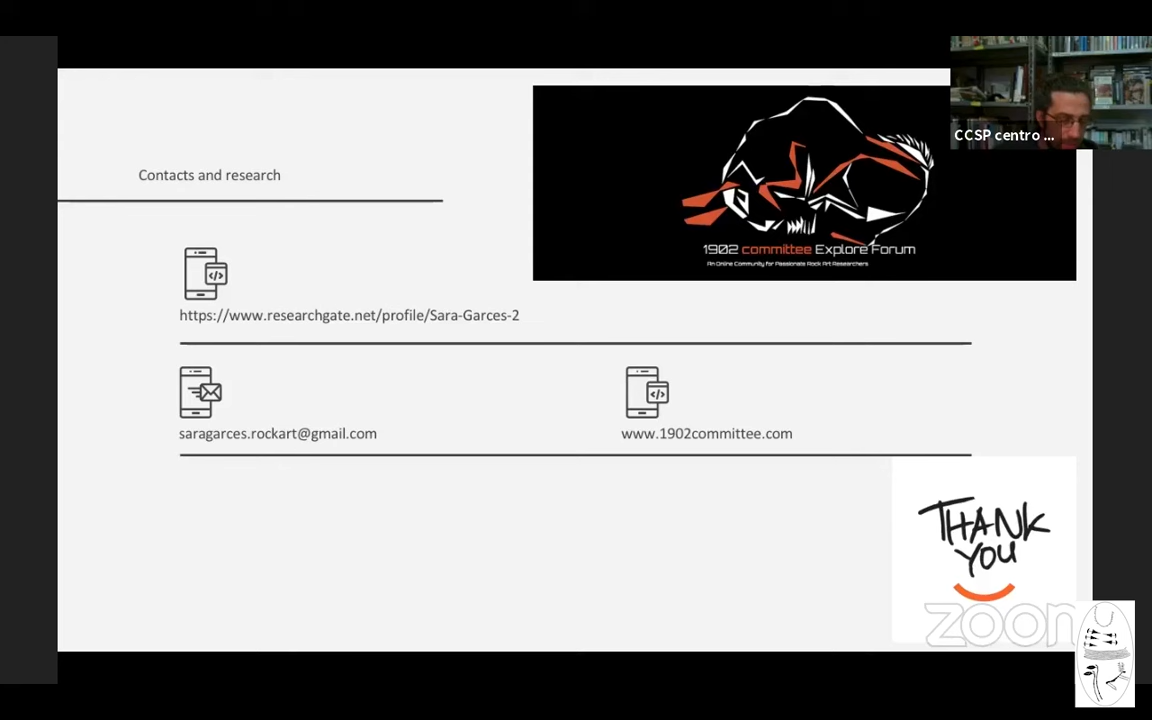 CCSP centro ...
Contacts and research
1902 committee Explore Forum
An Online Community for Passionate Rock Art Researchers
https://www.researchgate.net/profile/Sara-Garces-2
saragarces.rockart@gmail.com
www.1902committee.com
THANK
YOU
zoom